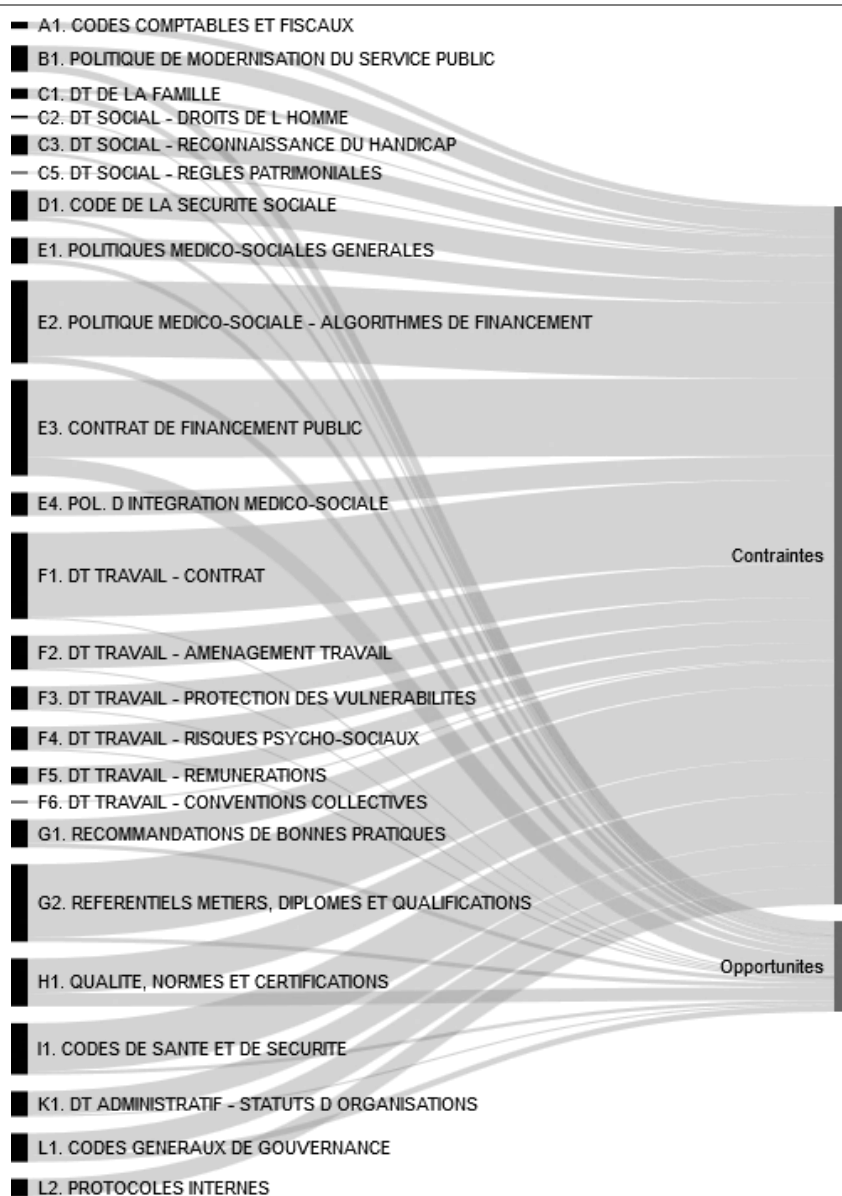 A1. CODES COMPTABLES ET FISCAUX
B1. POLITIQUE DE MODERNISATION DU SERVICE PUBLIC
C1. DT DE LA FAMILLE
C2. DT SOCIAL - DROITS DE L HOMME
C3. DT SOCIAL - RECONNAISSANCE DU HANDICAP
C5. DT SOCIAL - REGLES PATRIMONIALES
D1. CODE DE LA SECURITE SOCIALE
E1. POLITIQUES MEDICO-SOCIALES GENERALES
E2. POLITIQUE MEDICO-SOCIALE - ALGORITHMES DE FINANCEMENT
E3. CONTRAT DE FINANCEMENT PUBLIC
E4. POL. D INTEGRATION MEDICO-SOCIALE
F1. DT TRAVAIL - CONTRAT
F2. DT TRAVAIL - AMENAGEMENT TRAVAIL
F3. DT TRAVAIL - PROTECTION DES VULNERABILITES
F4. DT TRAVAIL - RISQUES PSYCHO-SOCIAUX
F5. DT TRAVAIL - REMUNERATIONS
F6. DT TRAVAIL - CONVENTIONS COLLECTIVES
G1. RECOMMANDATIONS DE BONNES PRATIQUES
G2. REFERENTIELS METIERS, DIPLOMES ET QUALIFICATIONS
H1. QUALITE, NORMES ET CERTIFICATIONS
I1. CODES DE SANTE ET DE SECURITE
K1. DT ADMINISTRATIF - STATUTS D ORGANISATIONS
L1. CODES GENERAUX DE GOUVERNANCE
L2. PROTOCOLES INTERNES
Contraintes
Opportunites